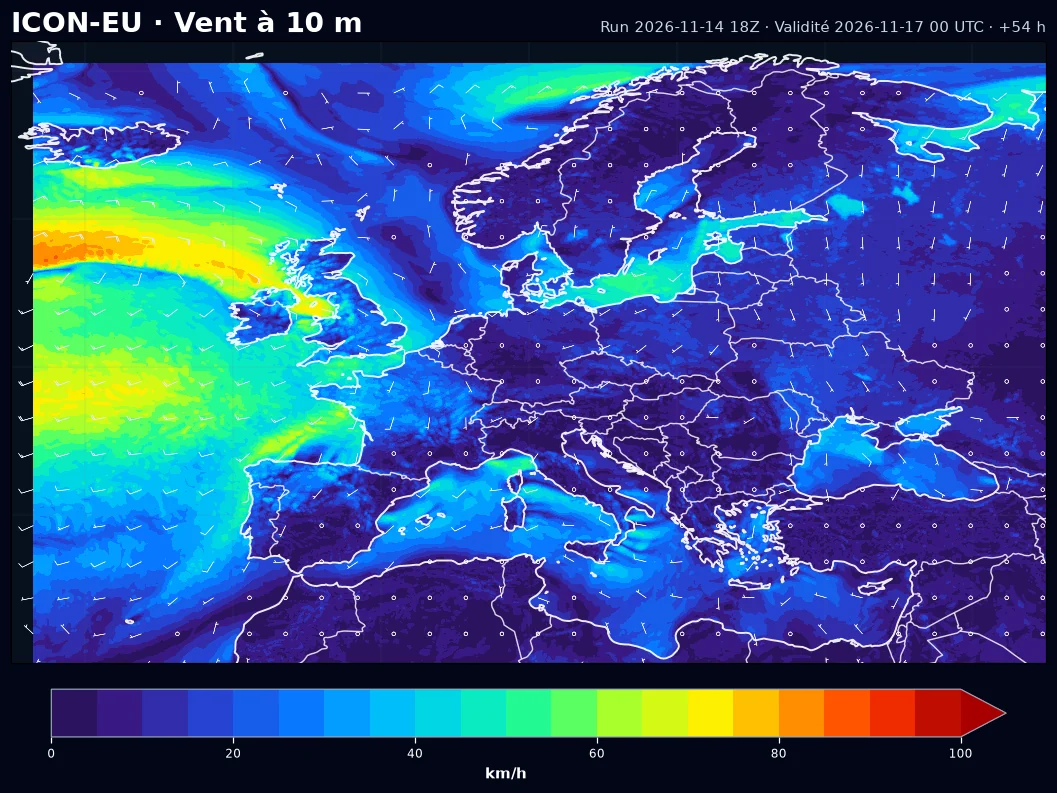 ICON-EU · Vent à 10 m
Run 2026-11-14 18Z · Validité 2026-11-17 00 UTC · +54 h
0 20 40 60 80 100
km/h